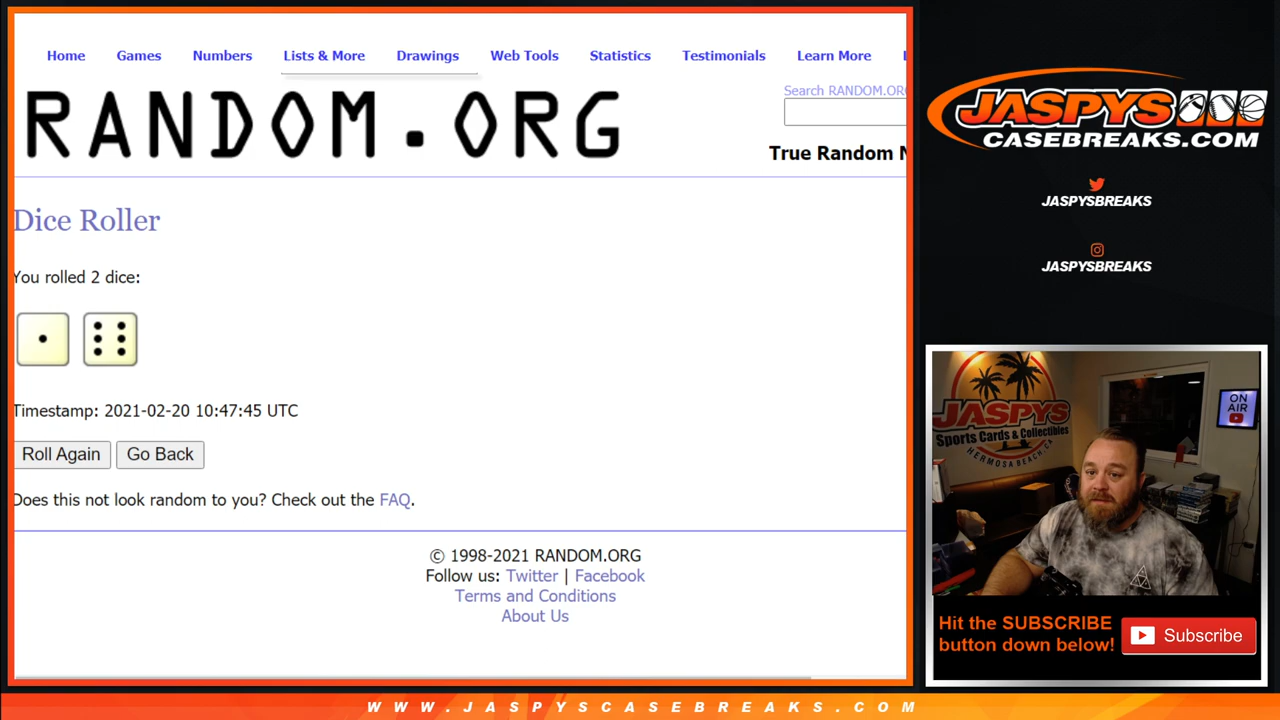 Home Games Numbers Lists & More Drawings Web Tools Statistics Testimonials Learn More
Search RANDOM.ORG
RANDOM.ORG
True Random N
Dice Roller
You rolled 2 dice:
Timestamp: 2021-02-20 10:47:45 UTC
Roll Again Go Back
Does this not look random to you? Check out the FAQ.
© 1998-2021 RANDOM.ORG
Follow us: Twitter | Facebook
Terms and Conditions
About Us
JASPYS
CASEBREAKS.COM
JASPYSBREAKS
JASPYSBREAKS
JASPYS
Sports Cards & Collectibles
HERMOSA BEACH, CA
ON
AIR
Hit the SUBSCRIBE
button down below!
Subscribe
WWW.JASPYSCASEBREAKS.COM